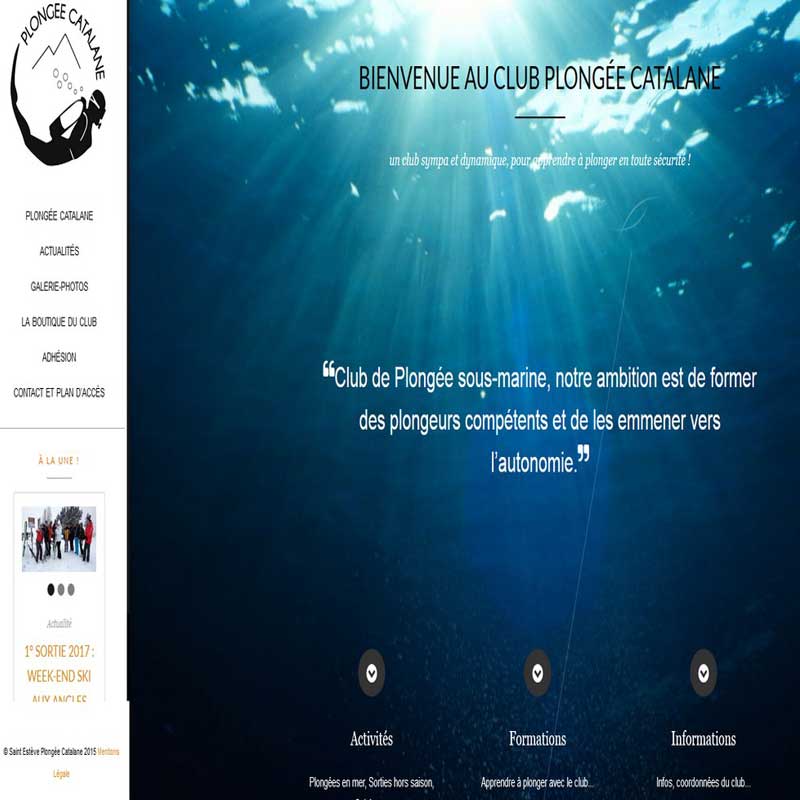 PLONGÉE CATALANE
PLONGÉE CATALANE
ACTUALITÉS
GALERIE-PHOTOS
LA BOUTIQUE DU CLUB
ADHÉSION
CONTACT ET PLAN D'ACCÈS
À LA UNE !
Actualité
1° SORTIE 2017 :
WEEK-END SKI
AUX ANGLES
© Saint Estève Plongée Catalane 2015 Mentions
Légale
BIENVENUE AU CLUB PLONGÉE CATALANE
un club sympa et dynamique, pour apprendre à plonger en toute sécurité !
❝Club de Plongée sous-marine, notre ambition est de former
des plongeurs compétents et de les emmener vers
l’autonomie.❞
Activités
Plongées en mer, Sorties hors saison,
Formations
Apprendre à plonger avec le club...
Informations
Infos, coordonnées du club...